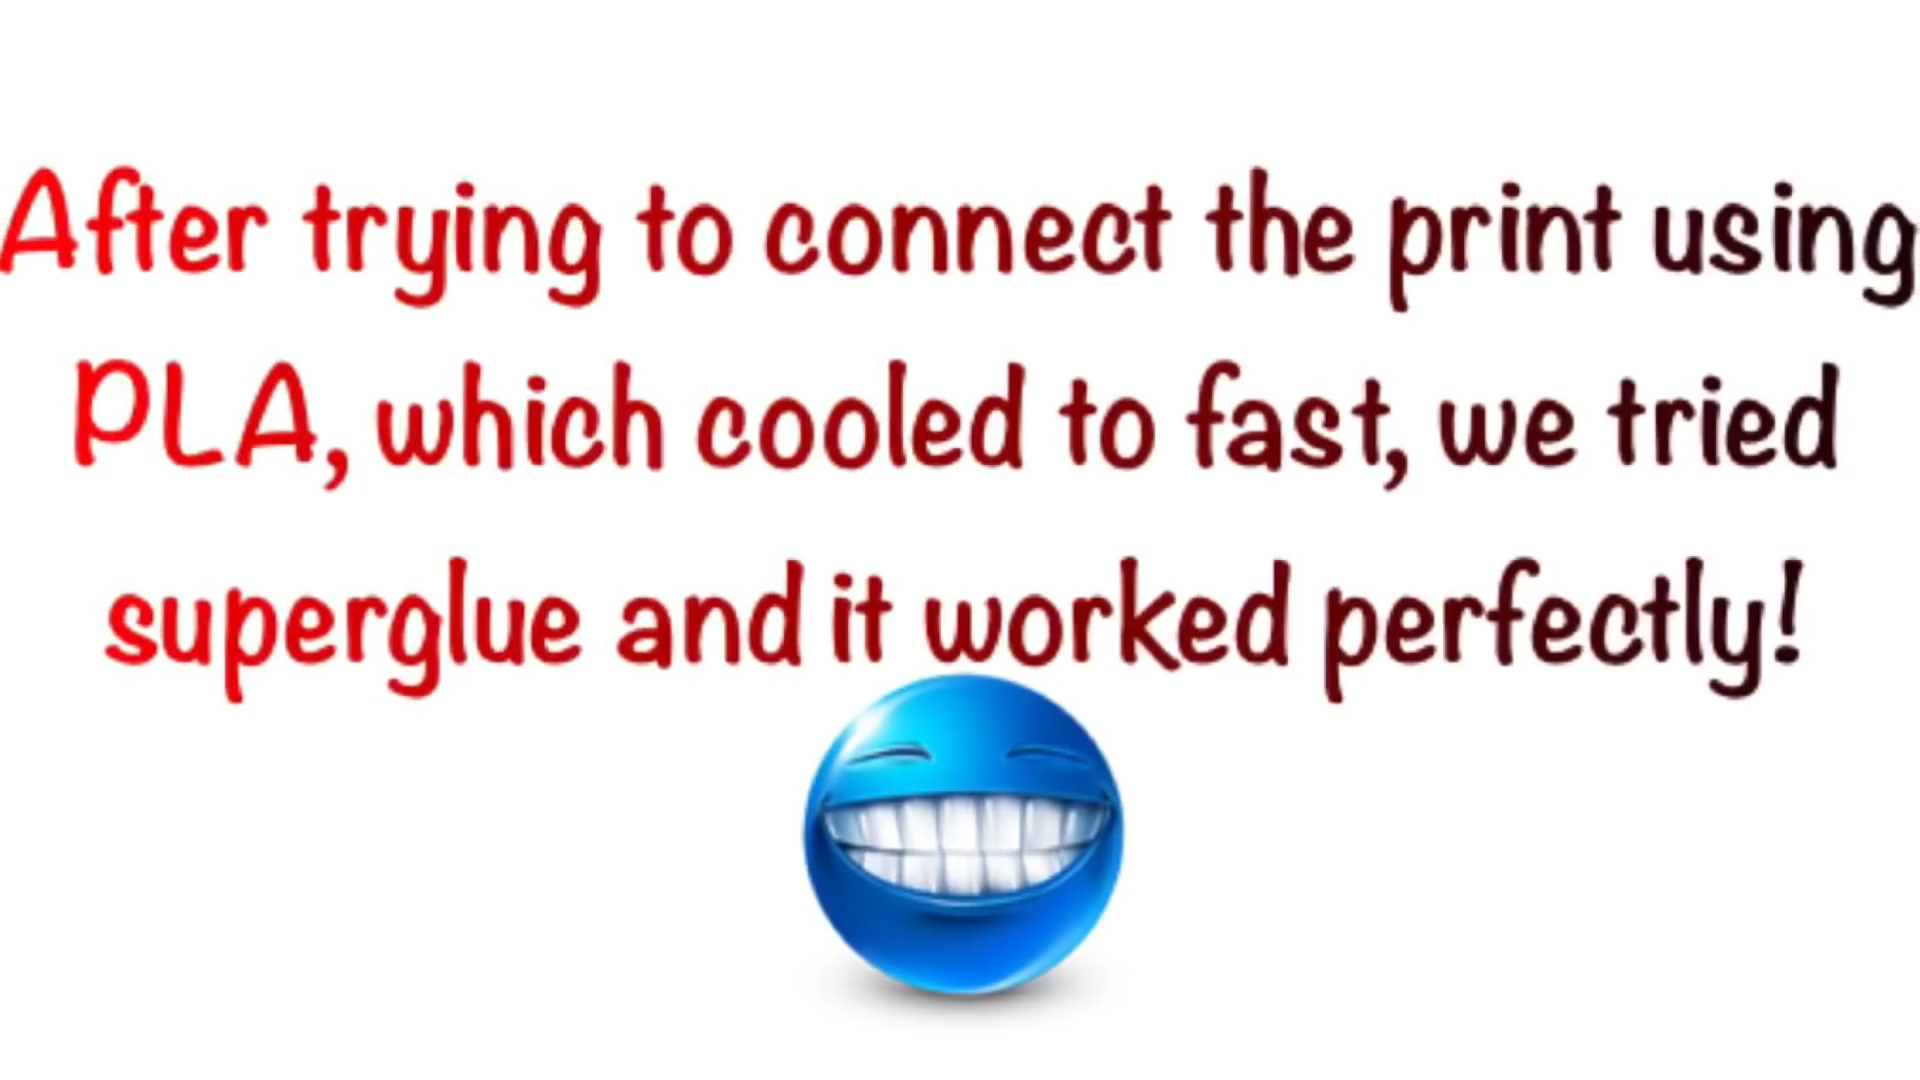 After trying to connect the print using
PLA, which cooled to fast, we tried
superglue and it worked perfectly!